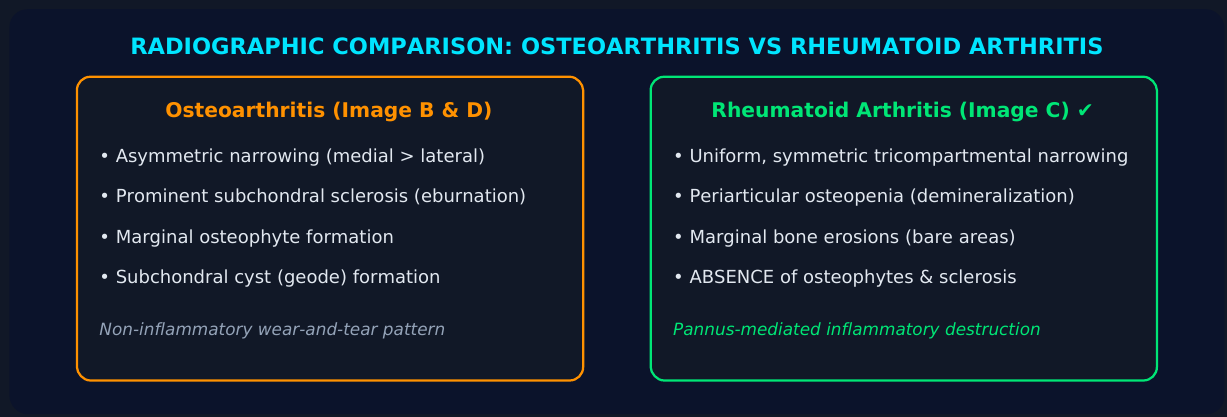 RADIOGRAPHIC COMPARISON: OSTEOARTHRITIS VS RHEUMATOID ARTHRITIS
Osteoarthritis (Image B & D)
• Asymmetric narrowing (medial > lateral)
• Prominent subchondral sclerosis (eburnation)
• Marginal osteophyte formation
• Subchondral cyst (geode) formation
Non-inflammatory wear-and-tear pattern
Rheumatoid Arthritis (Image C) ✔
• Uniform, symmetric tricompartmental narrowing
• Periarticular osteopenia (demineralization)
• Marginal bone erosions (bare areas)
• ABSENCE of osteophytes & sclerosis
Pannus-mediated inflammatory destruction